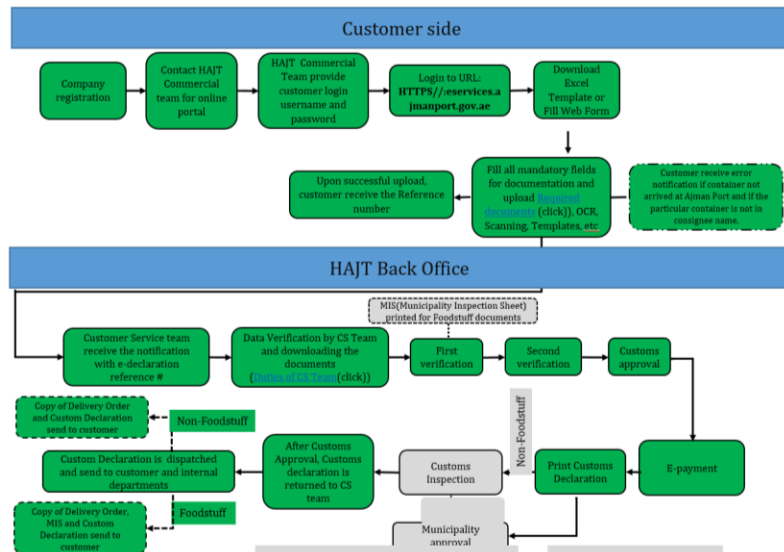 Customer side
Company
registration
Contact HAJT
Commercial
team for online
portal
HAJT Commercial
Team provide
customer login
username and
password
Login to URL:
HTTPS//:eservices.a
jmanport.gov.ae
Download
Excel
Template or
Fill Web Form
Upon successful upload,
customer receive the Reference
number
Fill all mandatory fields
for documentation and
upload Required
documents (click)), OCR,
Scanning, Templates, etc
Customer receive error
notification if container not
arrived at Ajman Port and if the
particular container is not in
consignee name.
HAJT Back Office
MIS(Municipality Inspection Sheet)
printed for Foodstuff documents
Customer Service team
receive the notification
with e-declaration
reference #
Data Verification by CS Team
and downloading the
documents
(Duties of CS Team(click))
First
verification
Second
verification
Customs
approval
Copy of Delivery Order
and Custom Declaration
send to customer
Non-Foodstuff
Custom Declaration is dispatched
and send to customer and internal
departments
After Customs
Approval, Customs
declaration is
returned to CS
team
Customs
Inspection
Non-Foodstuff
Print Customs
Declaration
E-payment
Foodstuff
Copy of Delivery Order,
MIS and Custom
Declaration send to
customer
Municipality
approval